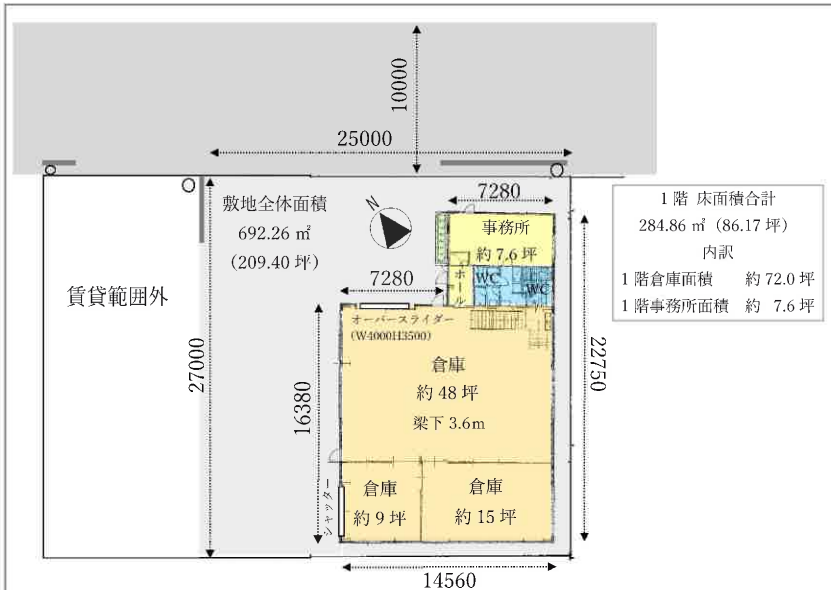 10000
25000
7280
敷地全体面積
692.26 ㎡
(209.40 坪)
N
事務所
約 7.6 坪
ホール
WC
WC
1階 床面積合計
284.86 ㎡ (86.17 坪)
内訳
1 階倉庫面積 約 72.0 坪
1 階事務所面積 約 7.6 坪
賃貸範囲外
7280
オーバースライダー
(W4000H3500)
倉庫
約 48 坪
梁下 3.6m
27000
16380
22750
シャッター
倉庫
約 9 坪
倉庫
約 15 坪
14560